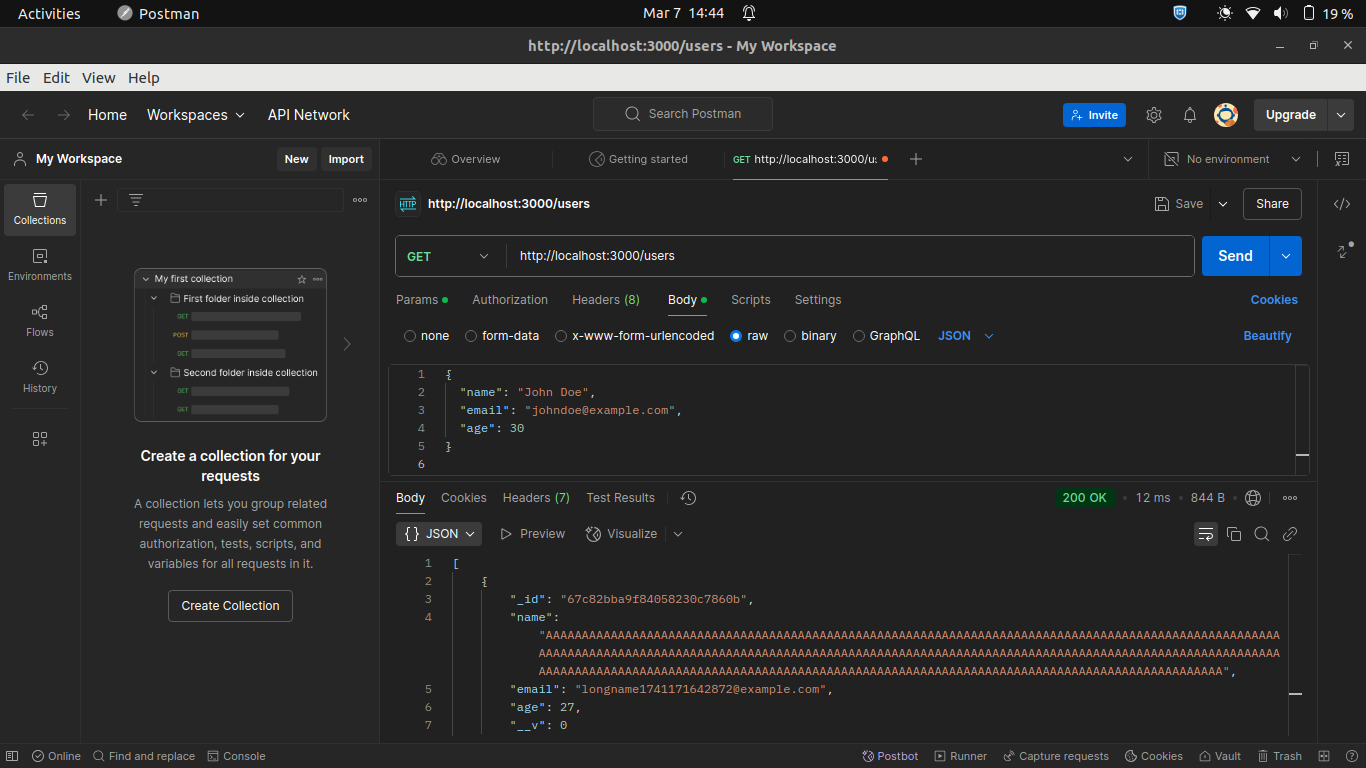 Activities Postman Mar 7 14:44 19 %
http://localhost:3000/users - My Workspace
File Edit View Help
Home Workspaces API Network Search Postman Invite Upgrade
My Workspace New Import Overview Getting started GET http://localhost:3000/us No environment
Collections
Environments
Flows
History
My first collection
First folder inside collection
GET
POST
GET
Second folder inside collection
GET
GET
Create a collection for your
requests
A collection lets you group related
requests and easily set common
authorization, tests, scripts, and
variables for all requests in it.
Create Collection
HTTP http://localhost:3000/users Save Share
GET http://localhost:3000/users Send
Params Authorization Headers (8) Body Scripts Settings Cookies
none form-data x-www-form-urlencoded raw binary GraphQL JSON Beautify
1 {
2 "name": "John Doe",
3 "email": "johndoe@example.com",
4 "age": 30
5 }
6
Body Cookies Headers (7) Test Results 200 OK • 12 ms • 844 B
{} JSON Preview Visualize
1 [
2 {
3 "_id": "67c82bba9f84058230c7860b",
4 "name":
5 "email": "longname1741171642872@example.com",
6 "age": 27,
7 "__v": 0
Online Find and replace Console Postbot Runner Capture requests Cookies Vault Trash